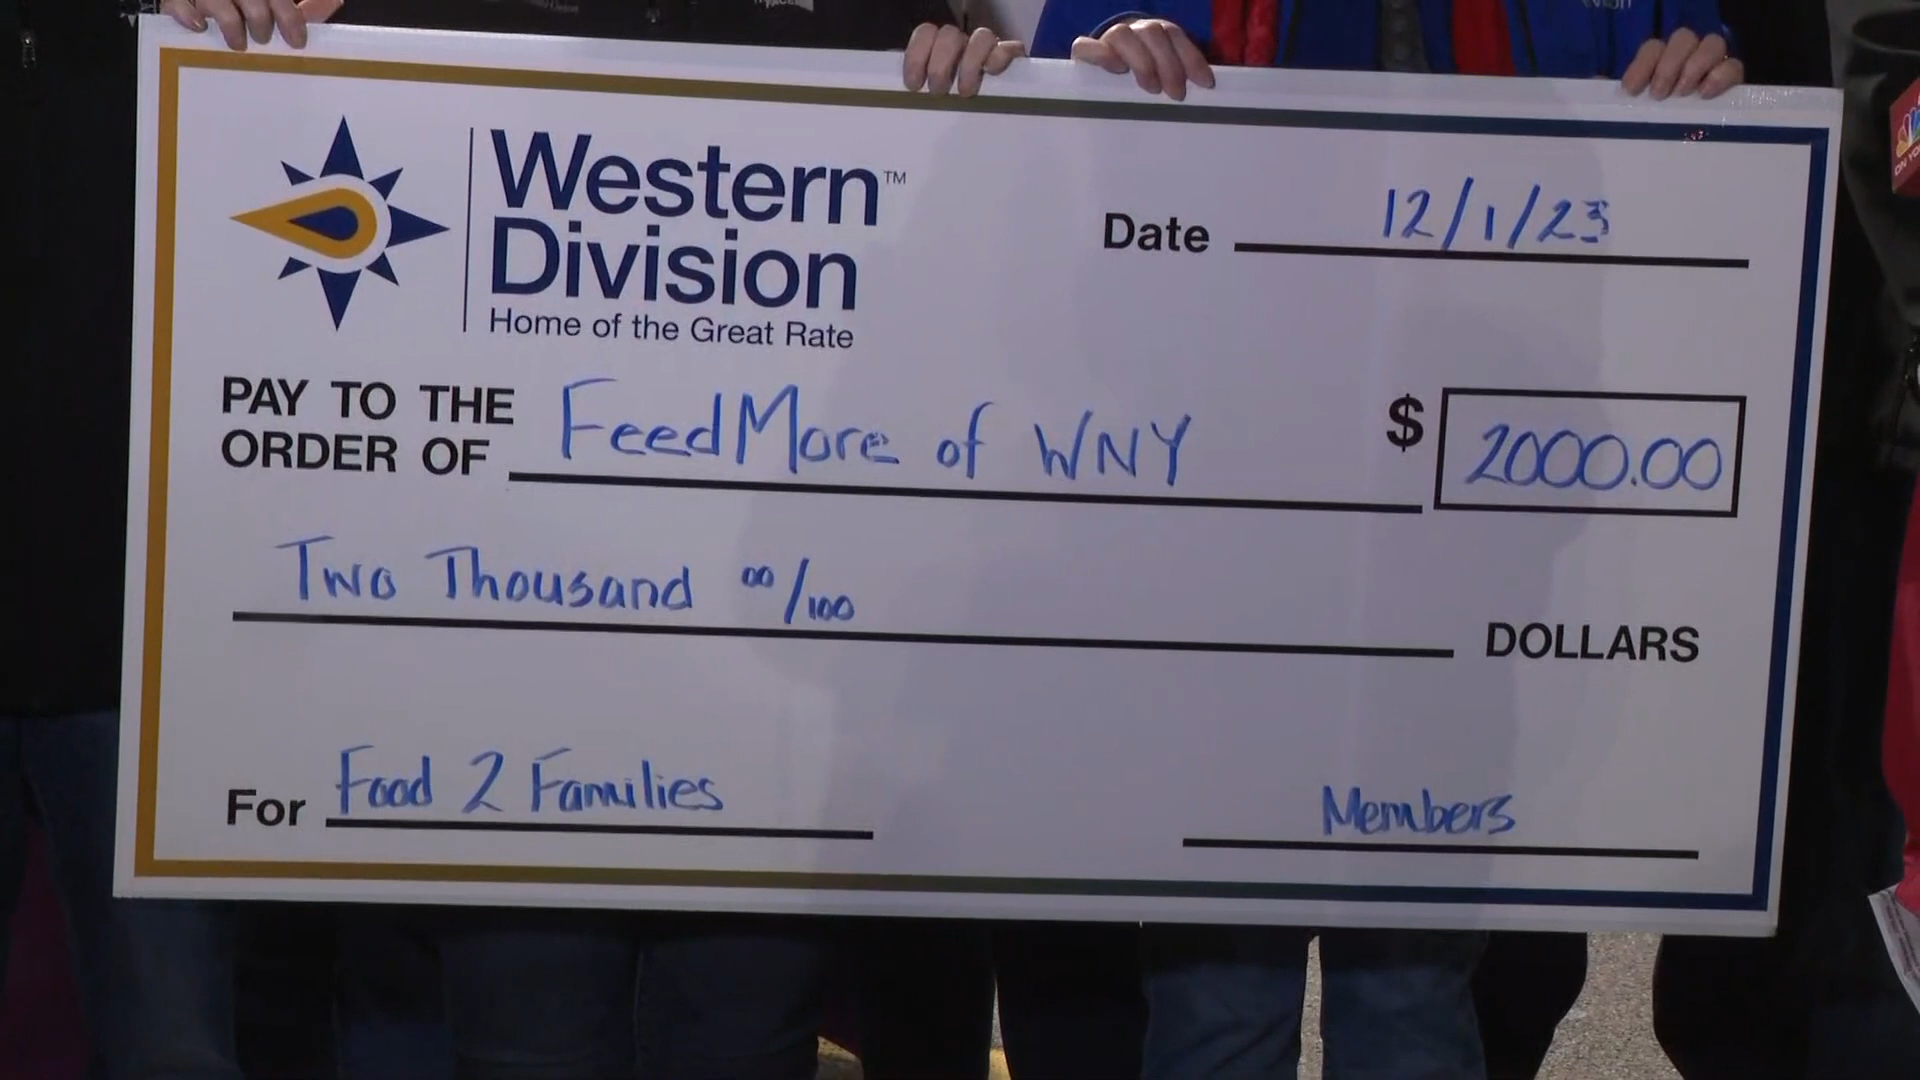 Western™
Division
Home of the Great Rate
Date 12/1/23
PAY TO THE
ORDER OF FeedMore of WNY $ 2000.00
Two Thousand 00/100 DOLLARS
For Food 2 Families Members